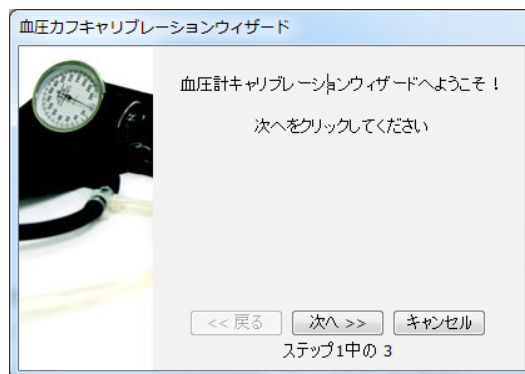 血圧カフキャリブレーションウィザード
血圧計キャリブレーションウィザードへようこそ！
次へをクリックしてください
<< 戻る 次へ >> キャンセル
ステップ1中の 3